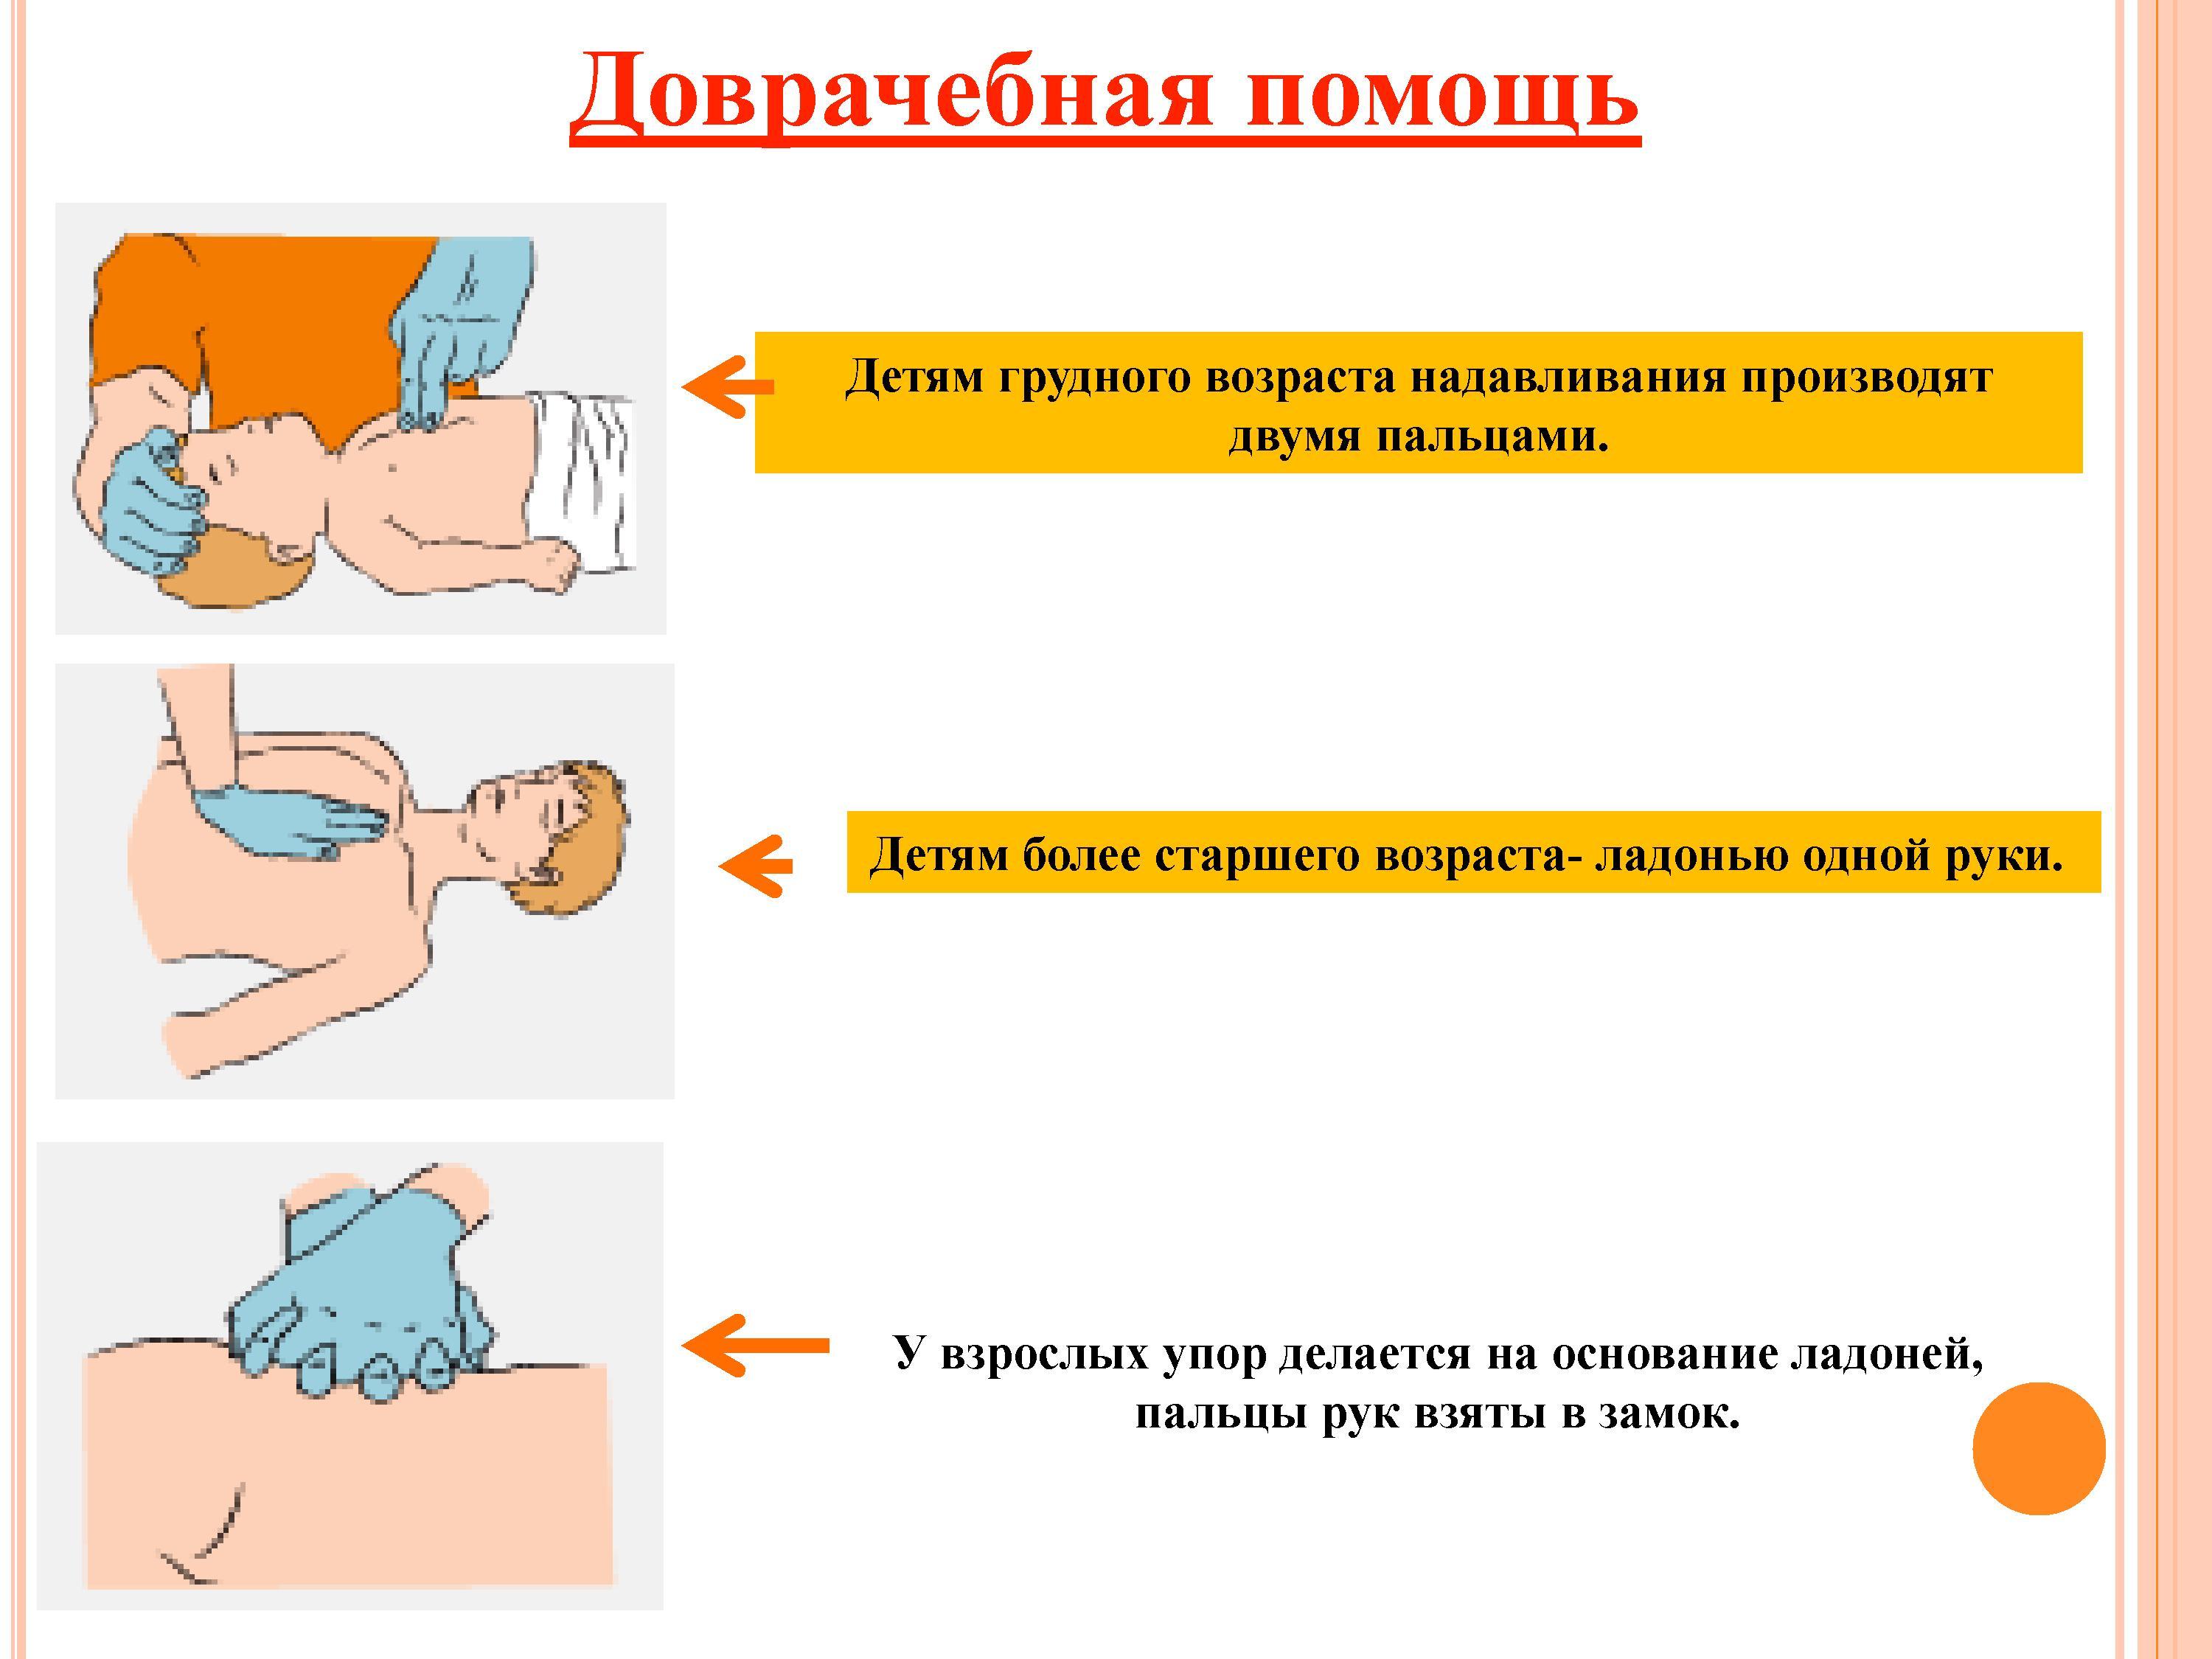 Доврачебная помощь
Детям грудного возраста надавливания производят
двумя пальцами.
Детям более старшего возраста- ладонью одной руки.
У взрослых упор делается на основание ладоней,
пальцы рук взяты в замок.